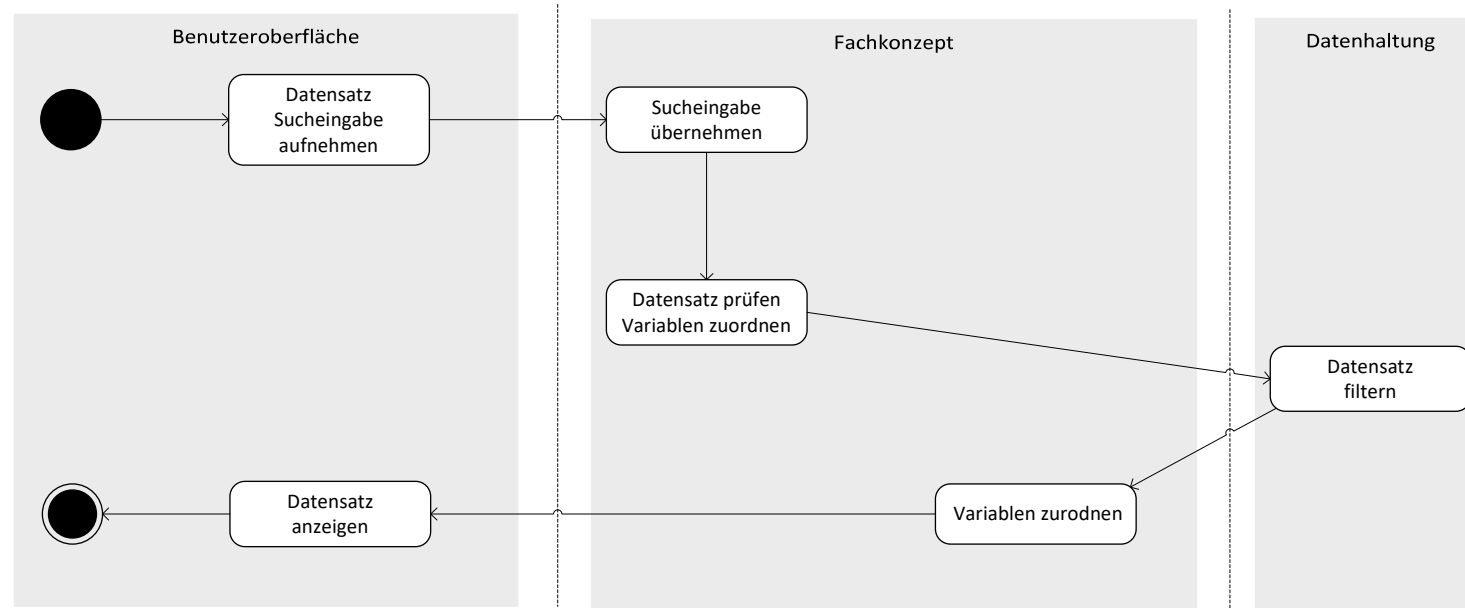 Benutzeroberfläche
Fachkonzept
Datenhaltung
Datensatz
Sucheingabe
aufnehmen
Sucheingabe
übernehmen
Datensatz prüfen
Variablen zuordnen
Datensatz
filtern
Variablen zurodnen
Datensatz
anzeigen